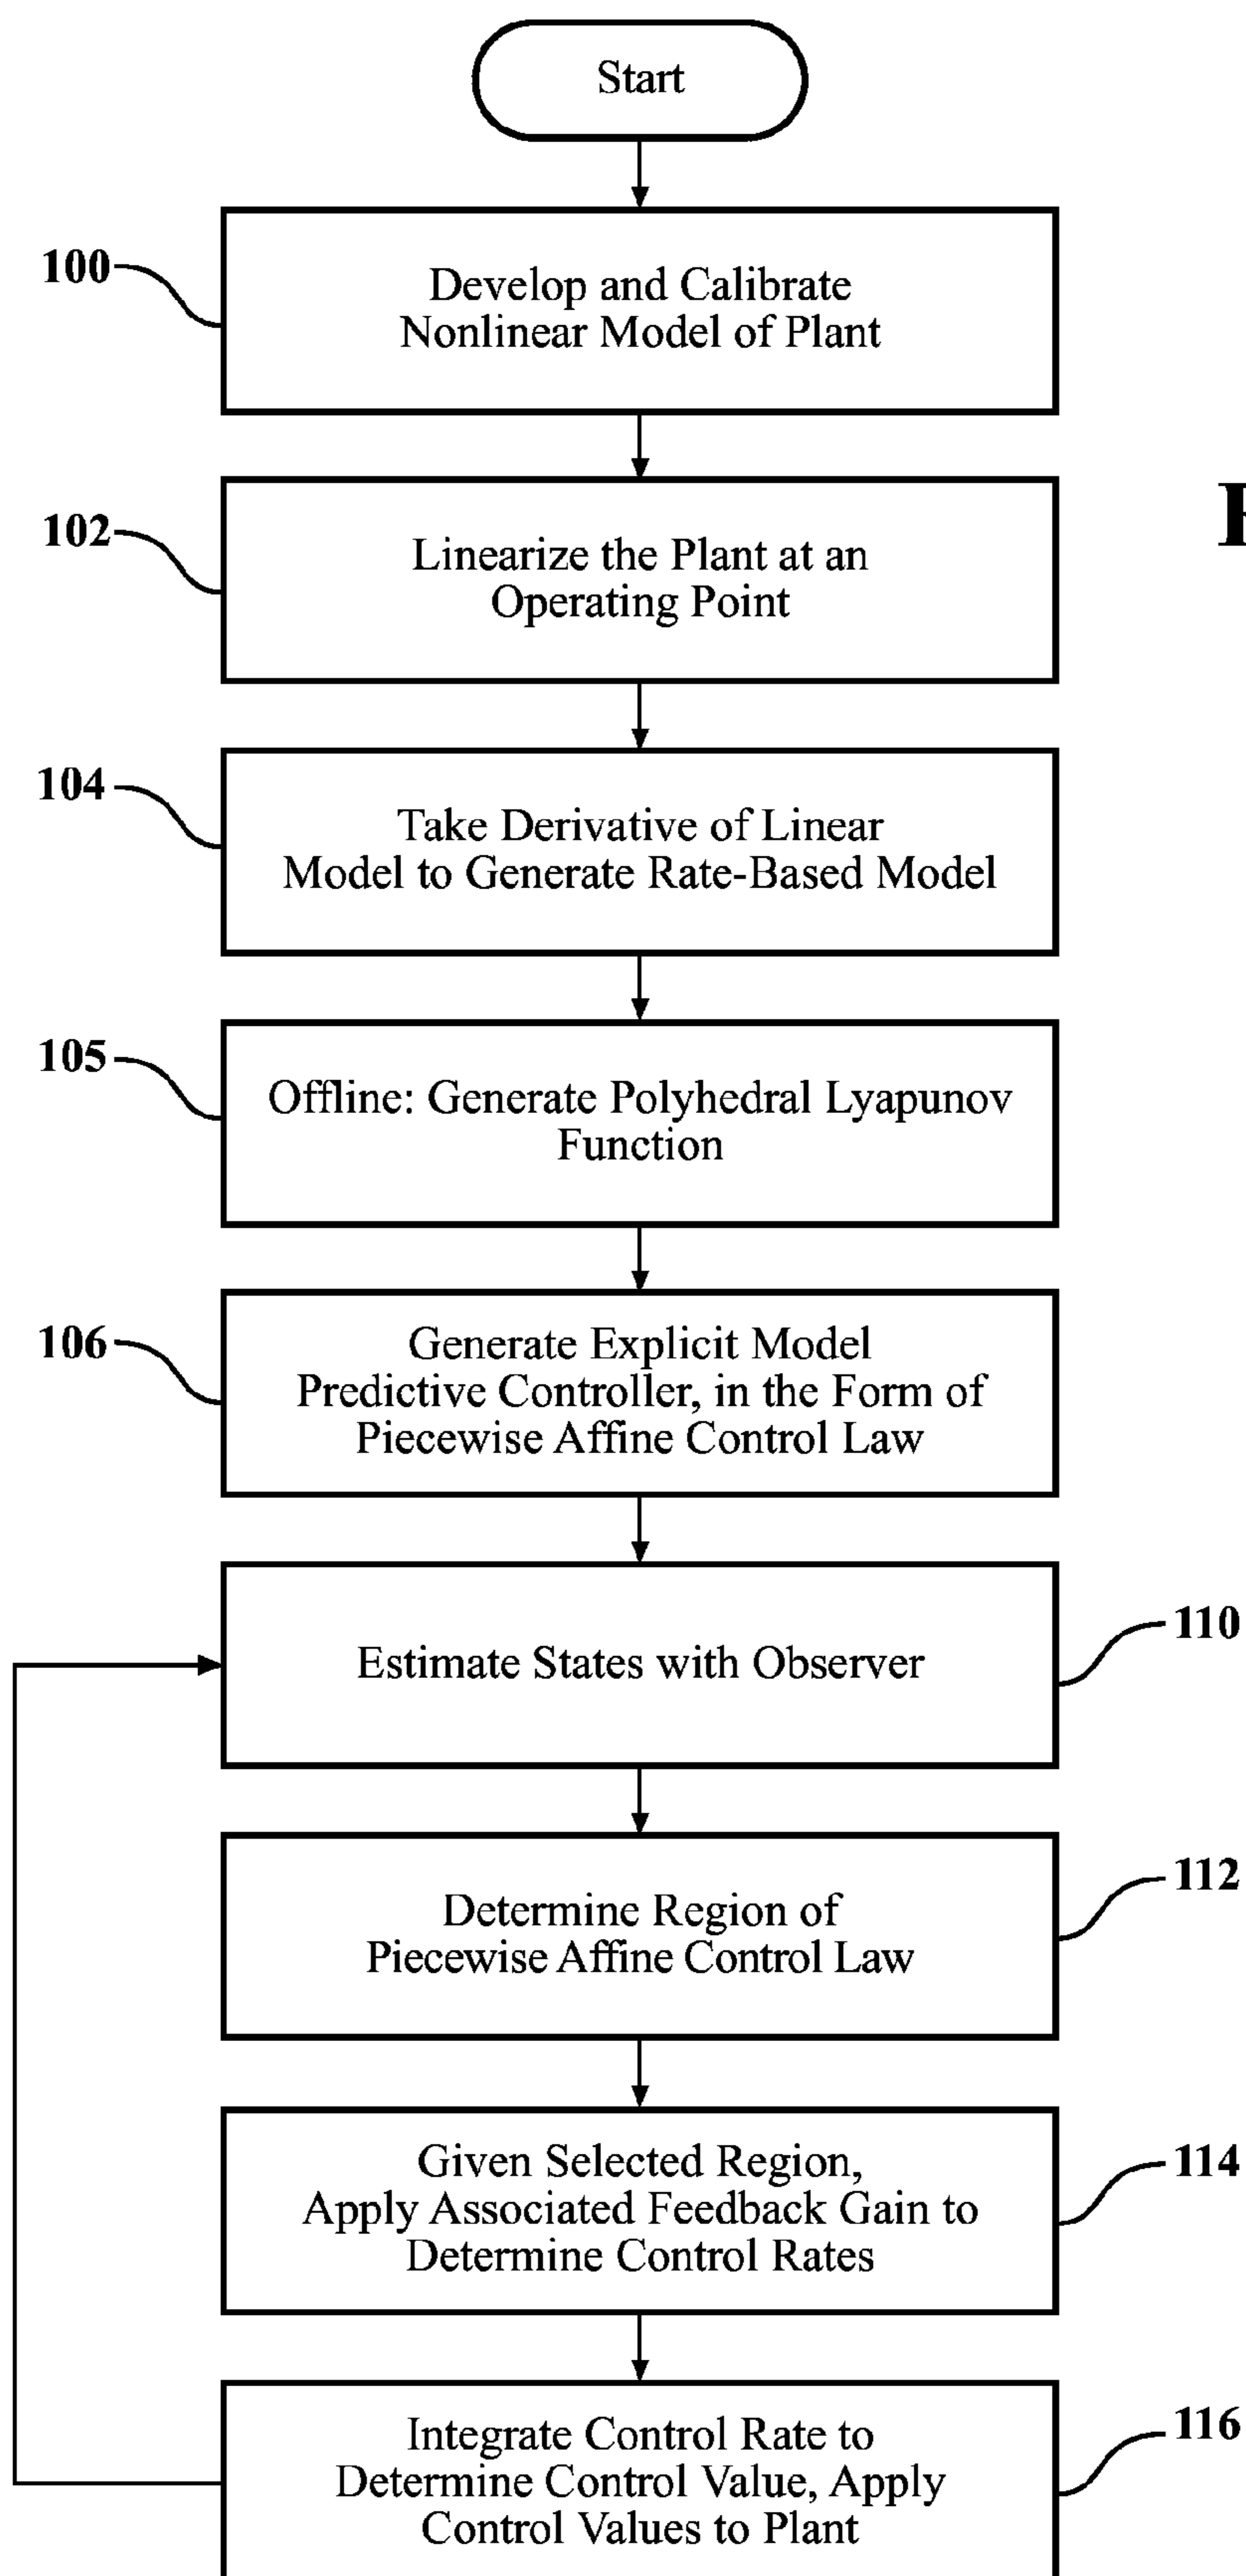 Start
100
Develop and Calibrate
Nonlinear Model of Plant
102
Linearize the Plant at an
Operating Point
104
Take Derivative of Linear
Model to Generate Rate-Based Model
105
Offline: Generate Polyhedral Lyapunov
Function
106
Generate Explicit Model
Predictive Controller, in the Form of
Piecewise Affine Control Law
Estimate States with Observer
110
Determine Region of
Piecewise Affine Control Law
112
Given Selected Region,
Apply Associated Feedback Gain to
Determine Control Rates
114
Integrate Control Rate to
Determine Control Value, Apply
Control Values to Plant
116